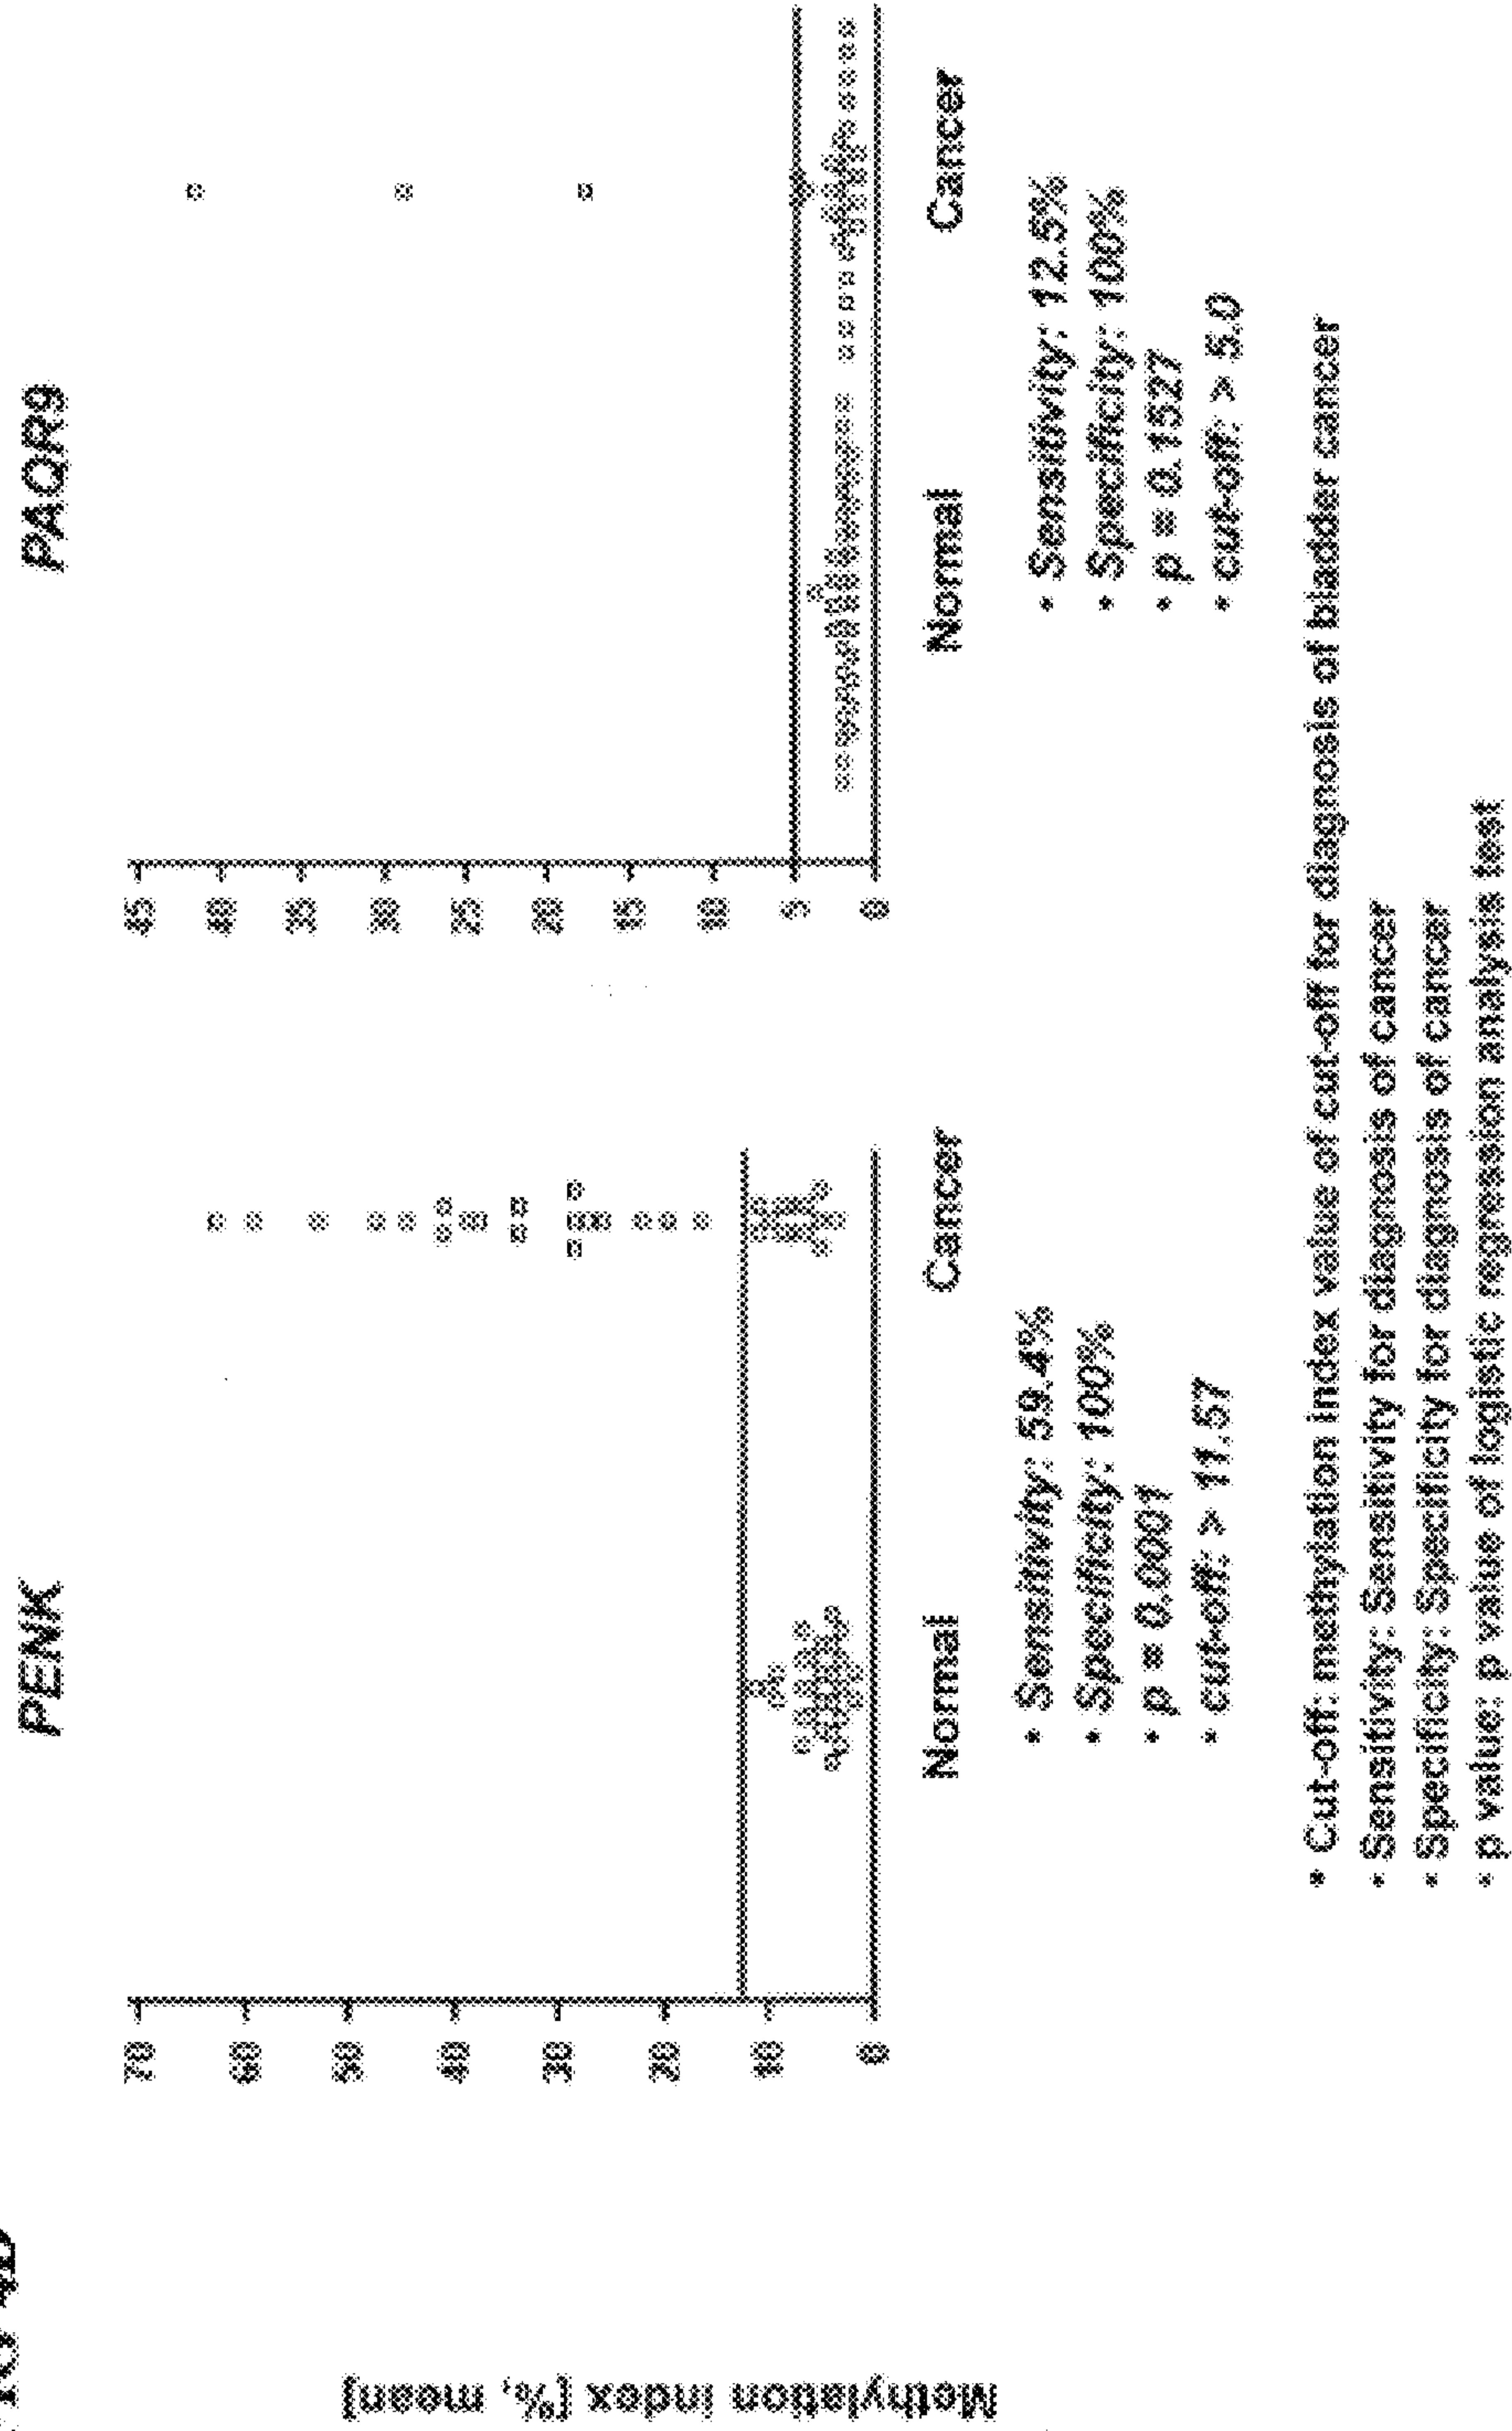 PENK
PAQR9
Methylation index [%, mean]
70
60
50
40
30
20
10
0
Normal
Cancer
45
40
35
30
25
20
15
10
5
0
Normal
Cancer
• Sensitivity: 59.4%
• Specificity: 100%
• p = 0.0001
• cut-off: > 11.57
• Sensitivity: 12.5%
• Specificity: 100%
• p = 0.1527
• cut-off: > 5.0
• Cut-off: methylation index value of cut-off for diagnosis of bladder cancer
• Sensitivity: Sensitivity for diagnosis of cancer
• Specificity: Specificity for diagnosis of cancer
• p value: p value of logistic regression analysis test